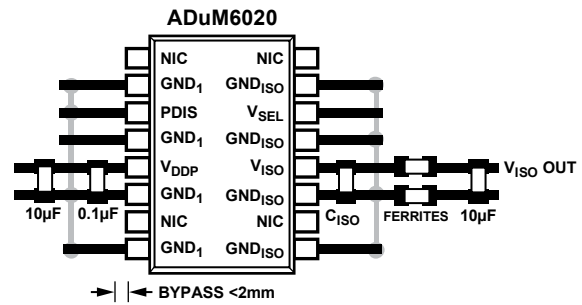 ADuM6020
NIC NIC
GND1 GNDISO
PDIS VSEL
GND1 GNDISO
VDDP VISO VISO OUT
GND1 GNDISO
10µF 0.1µF NIC NIC CISO FERRITES 10µF
GND1 GNDISO
BYPASS <2mm